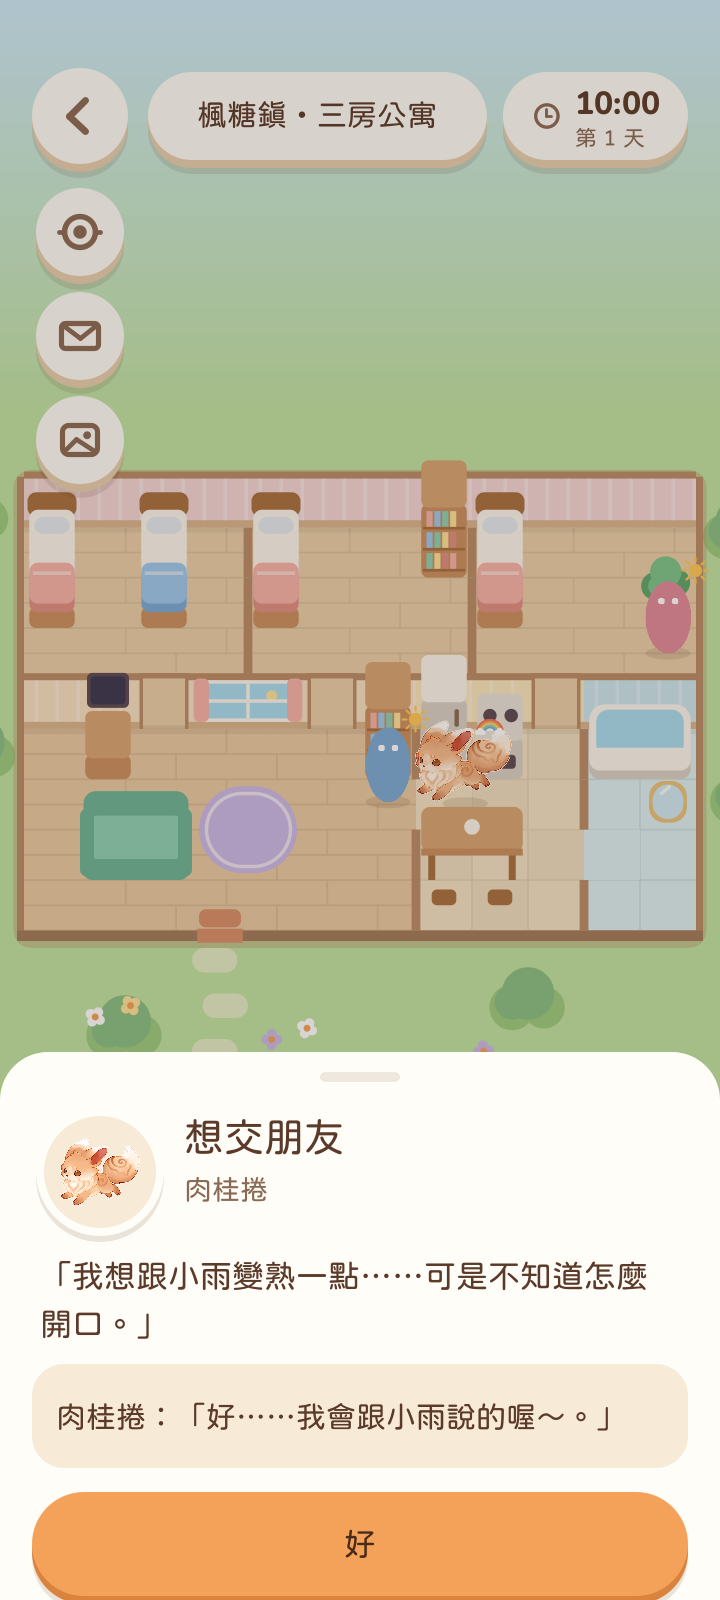 楓糖鎮・三房公寓
10:00
第 1 天
想交朋友
肉桂捲
「我想跟小雨變熟一點⋯⋯可是不知道怎麼
開口。」
肉桂捲：「好⋯⋯我會跟小雨說的喔～。」
好